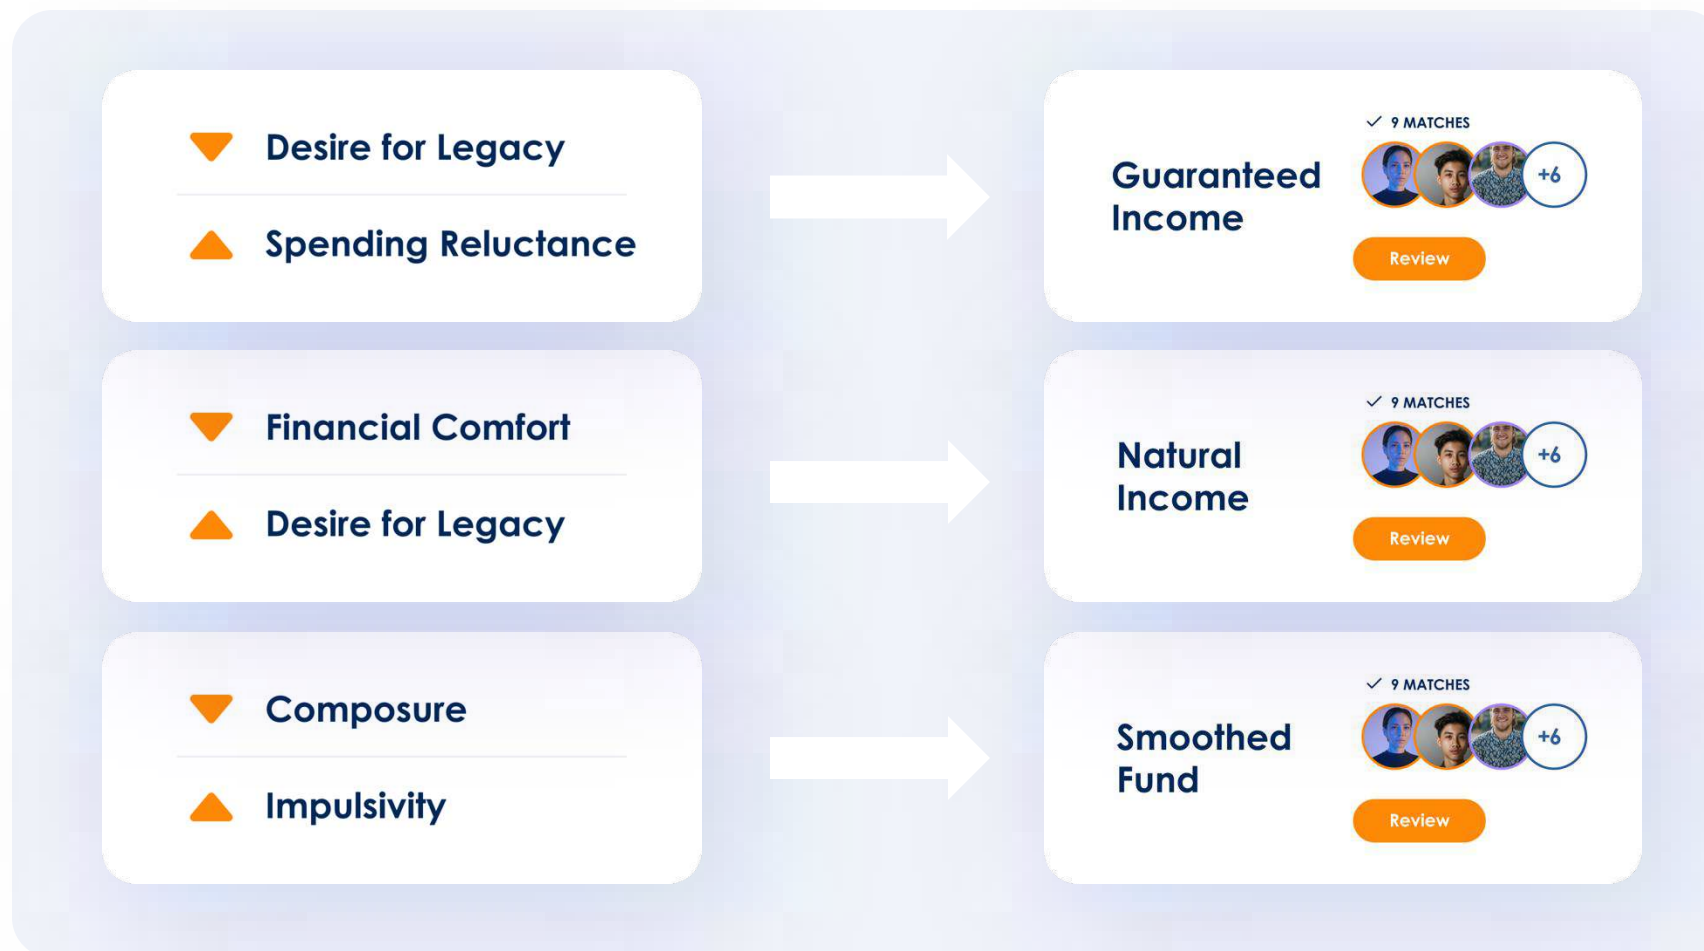 Desire for Legacy
Spending Reluctance
9 MATCHES
Guaranteed
Income
+6
Review
Financial Comfort
Desire for Legacy
9 MATCHES
Natural
Income
+6
Review
Composure
Impulsivity
9 MATCHES
Smoothed
Fund
+6
Review